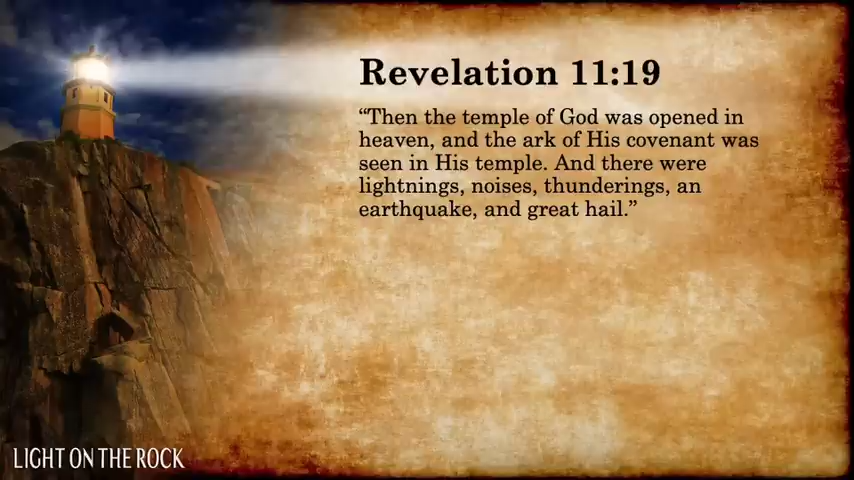 Revelation 11:19
“Then the temple of God was opened in
heaven, and the ark of His covenant was
seen in His temple. And there were
lightnings, noises, thunderings, an
earthquake, and great hail.”
LIGHT ON THE ROCK